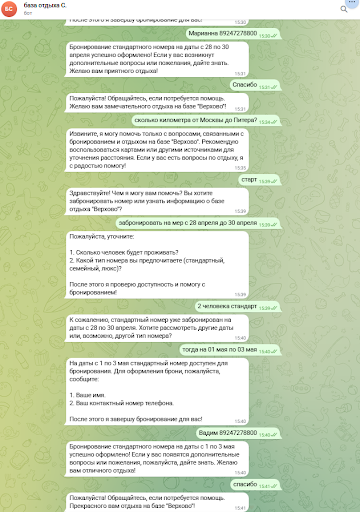 БС
база отдыха С.
бот
После этого я завершу бронирование для вас!
15:30
Марианна 89247278800
15:30
Бронирование стандартного номера на даты с 28 по 30
апреля успешно оформлено! Если у вас возникнут
дополнительные вопросы или пожелания, дайте знать.
Желаю вам приятного отдыха!
15:31
Спасибо
15:31
Пожалуйста! Обращайтесь, если потребуется помощь.
Желаю вам замечательного отдыха на базе "Верхово"!
15:31
сколько километра от Москвы до Питера?
Извините, я могу помочь только с вопросами, связанными с
бронированием и отдыхом на базе "Верхово". Рекомендую
воспользоваться картами или другими источниками для
уточнения расстояния. Если у вас есть вопросы по отдыху, я
с радостью помогу!
15:35
старт
15:39
Здравствуйте! Чем я могу вам помочь? Вы хотите
забронировать номер или узнать информацию о базе
отдыха "Верхово"?
15:39
забронировать на мер с 28 апреля до 30 апреля
15:39
Пожалуйста, уточните:
1. Сколько человек будет проживать?
2. Какой тип номера вы предпочитаете (стандартный,
семейный, люкс)?
После этого я проверю доступность и помогу с
бронированием!
15:39
2 человека стандарт
15:39
К сожалению, стандартный номер уже забронирован на
даты с 28 по 30 апреля. Хотите рассмотреть другие даты
или, возможно, другой тип номера?
15:40
тогда на 01 мая по 03 мая
15:40
На даты с 1 по 3 мая стандартный номер доступен для
бронирования. Для оформления брони, пожалуйста,
сообщите:
1. Ваше имя.
2. Ваш контактный номер телефона.
После этого я завершу бронирование для вас!
15:40
Вадим 89247278800
15:40
Бронирование стандартного номера на даты с 1 по 3 мая
успешно оформлено! Если у вас появятся дополнительные
вопросы или пожелания, пожалуйста, дайте знать. Желаю
вам отличного отдыха!
15:40
спасибо
15:41
Пожалуйста! Обращайтесь, если потребуется помощь.
Прекрасного вам отдыха на базе "Верхово"!
15:41